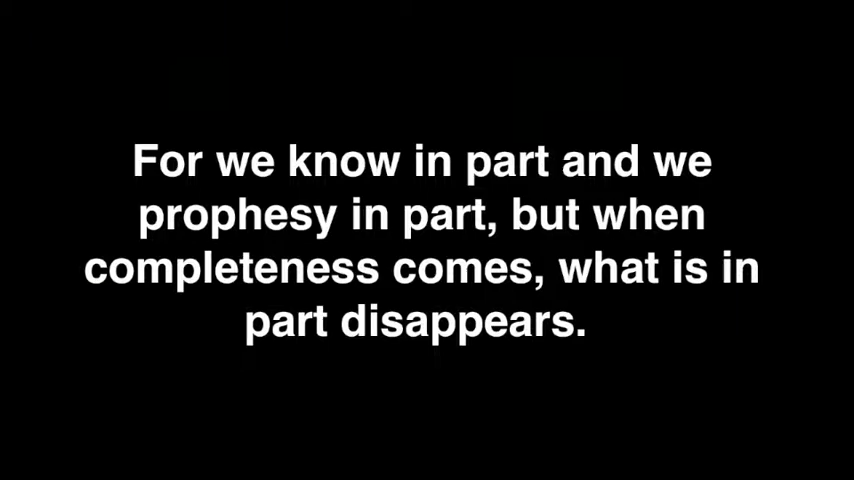 For we know in part and we
prophesy in part, but when
completeness comes, what is in
part disappears.